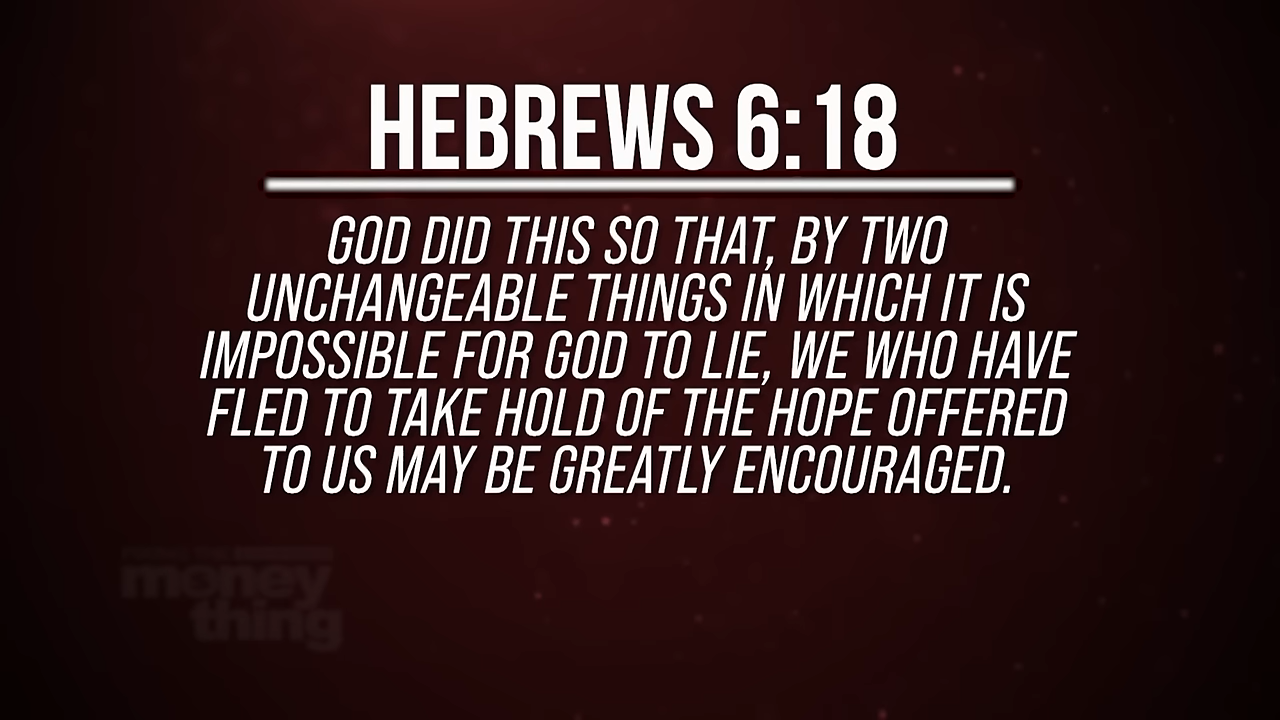 HEBREWS 6:18
GOD DID THIS SO THAT, BY TWO
UNCHANGEABLE THINGS IN WHICH IT IS
IMPOSSIBLE FOR GOD TO LIE, WE WHO HAVE
FLED TO TAKE HOLD OF THE HOPE OFFERED
TO US MAY BE GREATLY ENCOURAGED.
money
thing